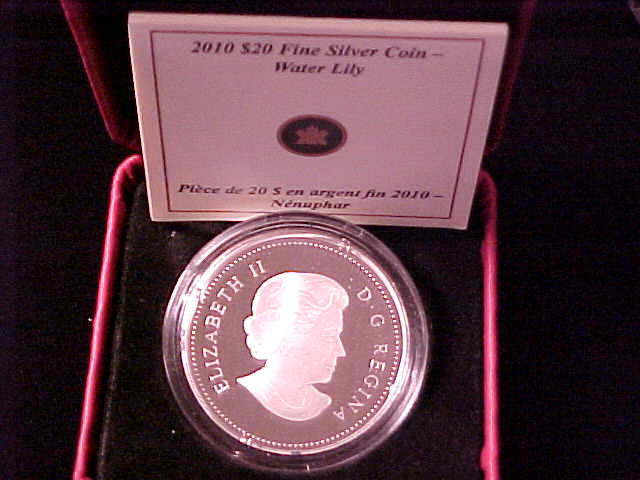 2010 $20 Fine Silver Coin –
Water Lily
Pièce de 20 $ en argent fin 2010 –
Nénuphar
ELIZABETH II
D·G·REGINA